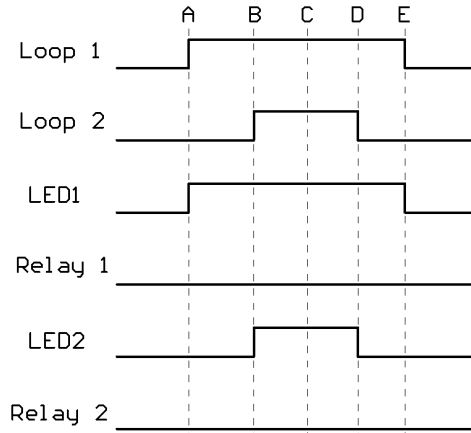 A B C D E
Loop 1
Loop 2
LED1
Relay 1
LED2
Relay 2